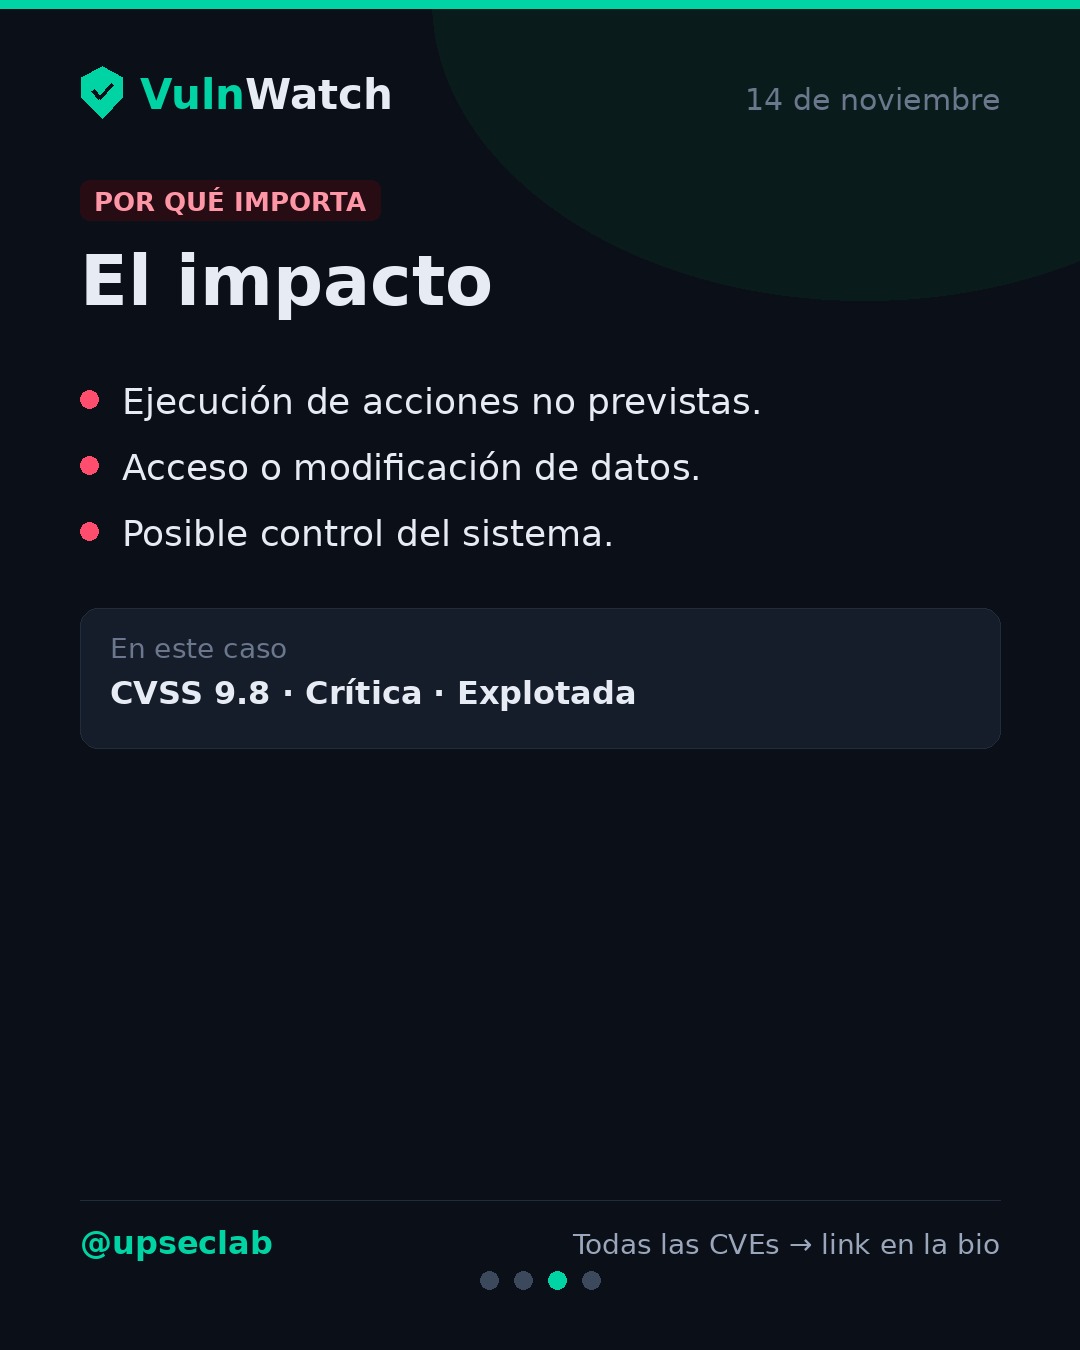 VulnWatch
14 de noviembre
POR QUÉ IMPORTA
El impacto
Ejecución de acciones no previstas.
Acceso o modificación de datos.
Posible control del sistema.
En este caso
CVSS 9.8 · Crítica · Explotada
@upseclab
Todas las CVEs → link en la bio